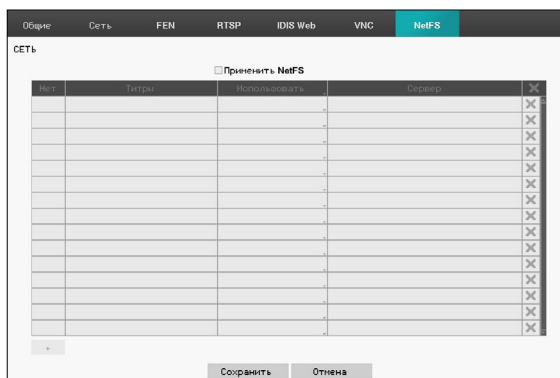 Общие Сеть FEN RTSP IDIS Web VNC NetFS
СЕТЬ
Применить NetFS
Нет Титры Использовать Сервер
+
Сохранить Отмена